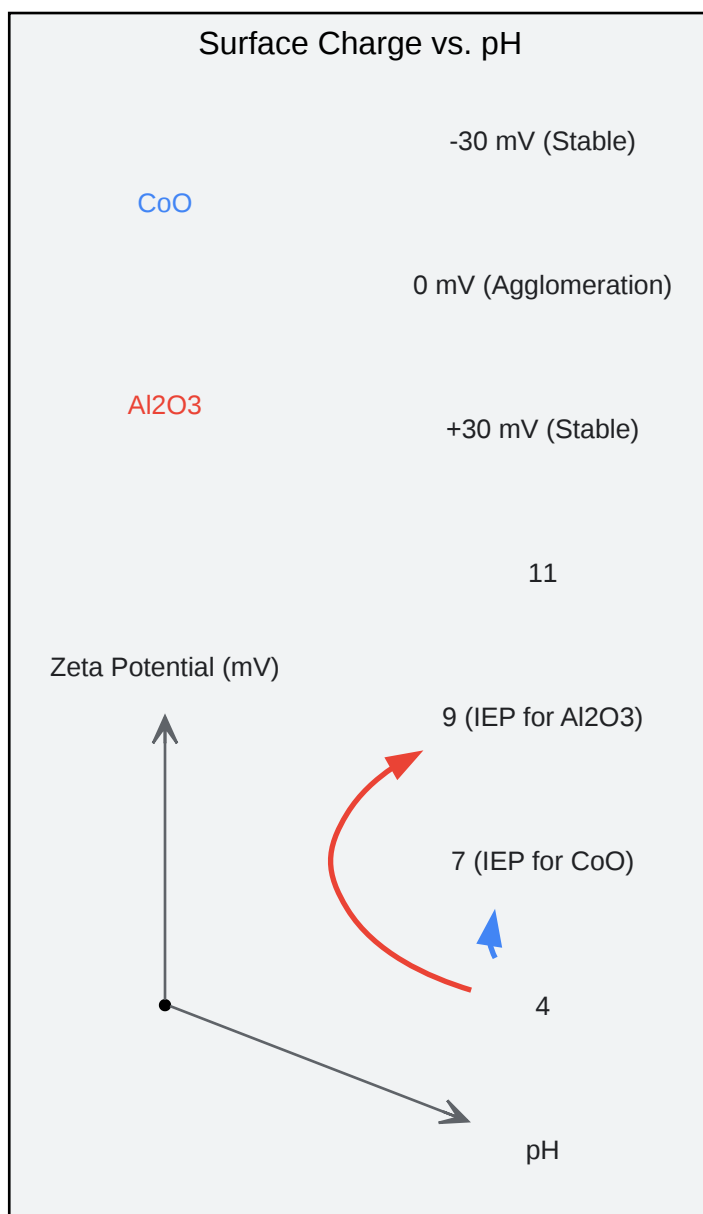 Surface Charge vs. pH
-30 mV (Stable)
CoO
0 mV (Agglomeration)
Al2O3
+30 mV (Stable)
11
Zeta Potential (mV)
9 (IEP for Al2O3)
7 (IEP for CoO)
4
pH